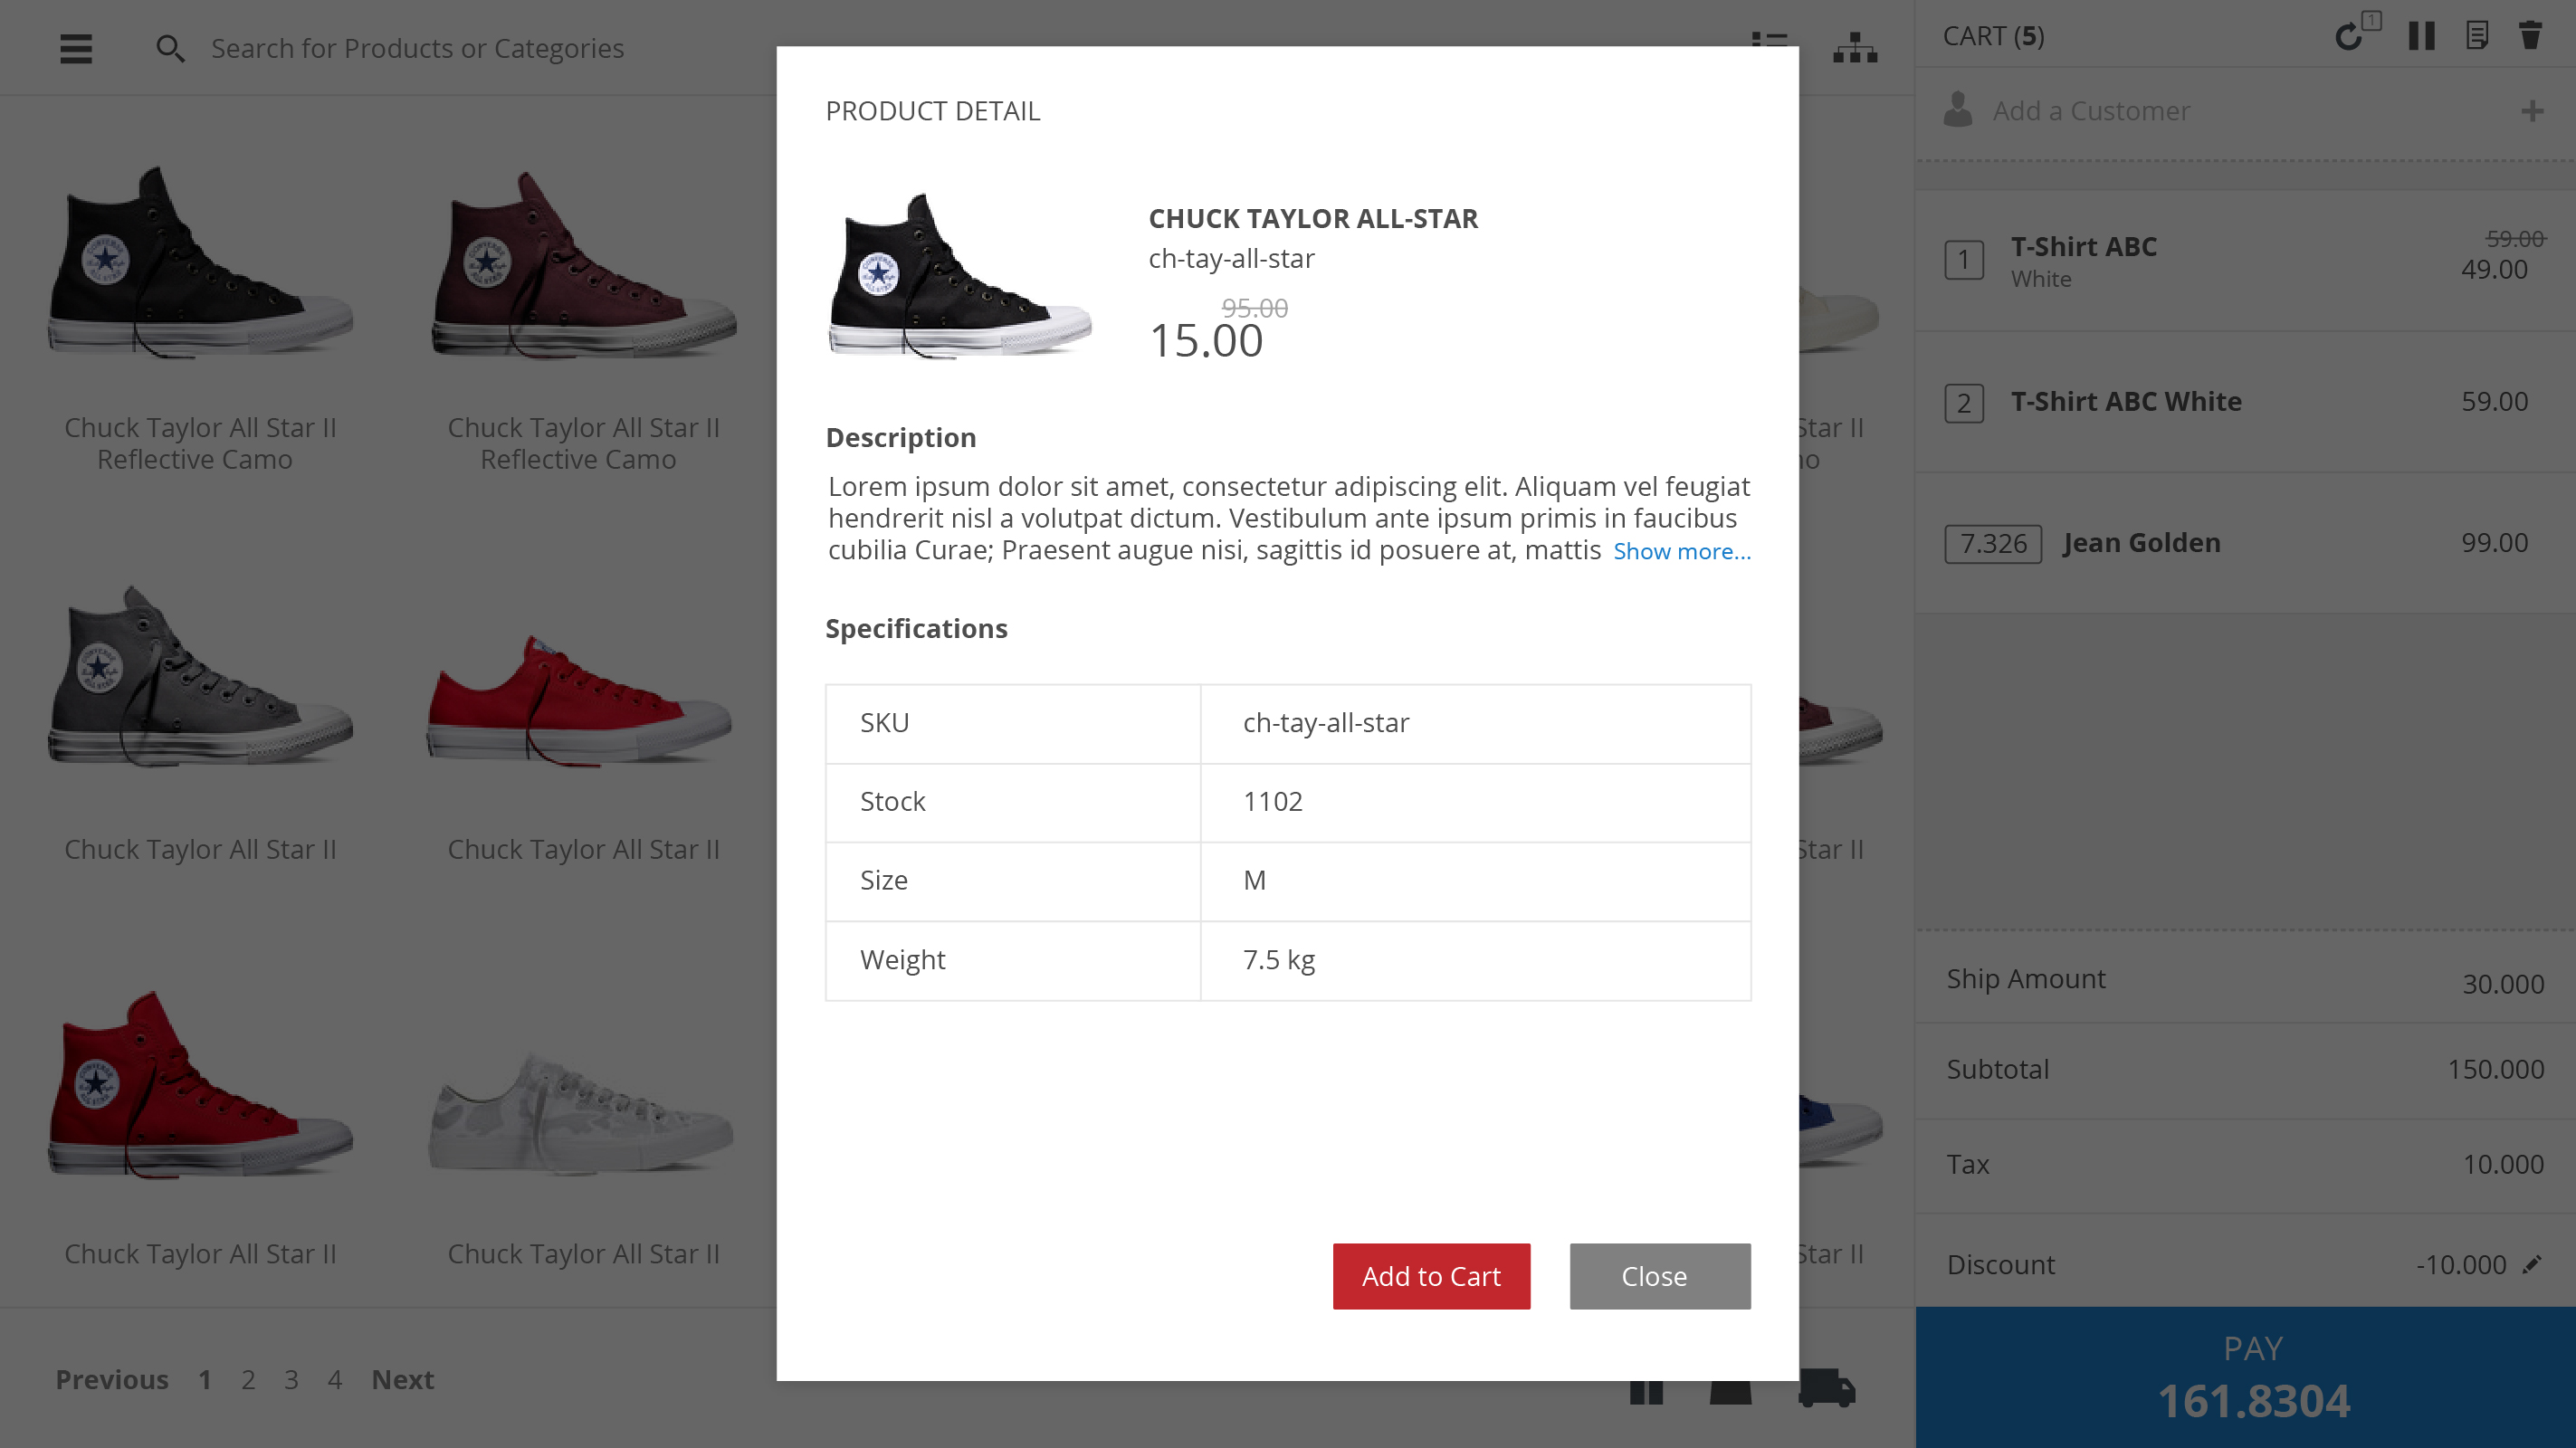 Search for Products or Categories
Chuck Taylor All Star II
Reflective Camo
Chuck Taylor All Star II
Reflective Camo
Chuck Taylor All Star II
Chuck Taylor All Star II
Chuck Taylor All Star II
Chuck Taylor All Star II
Previous 1 2 3 4 Next
PRODUCT DETAIL
CHUCK TAYLOR ALL-STAR
ch-tay-all-star
95.00
15.00
Description
Lorem ipsum dolor sit amet, consectetur adipiscing elit. Aliquam vel feugiat
hendrerit nisl a volutpat dictum. Vestibulum ante ipsum primis in faucibus
cubilia Curae; Praesent augue nisi, sagittis id posuere at, mattis Show more...
Specifications
SKU ch-tay-all-star
Stock 1102
Size M
Weight 7.5 kg
Add to Cart Close
Star II
Star II
Star II
CART (5) 1
Add a Customer
1 T-Shirt ABC 59.00
White 49.00
2 T-Shirt ABC White 59.00
7.326 Jean Golden 99.00
Ship Amount 30.000
Subtotal 150.000
Tax 10.000
Discount -10.000
PAY
161.8304